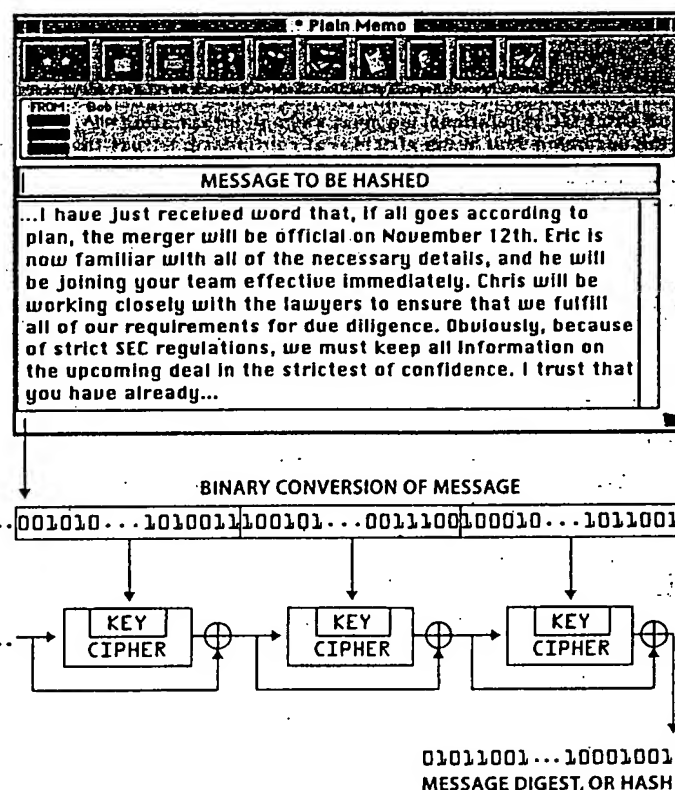 Plain Memo
FROM: Bob
MESSAGE TO BE HASHED
...I have just received word that, if all goes according to
plan, the merger will be official on November 12th. Eric is
now familiar with all of the necessary details, and he will
be joining your team effective immediately. Chris will be
working closely with the lawyers to ensure that we fulfill
all of our requirements for due diligence. Obviously, because
of strict SEC regulations, we must keep all information on
the upcoming deal in the strictest of confidence. I trust that
you have already...
BINARY CONVERSION OF MESSAGE
..001010...1010011 100101...0011100 100010...1011001
KEY KEY KEY
..CIPHER CIPHER CIPHER
01011001...10001001
MESSAGE DIGEST, OR HASH